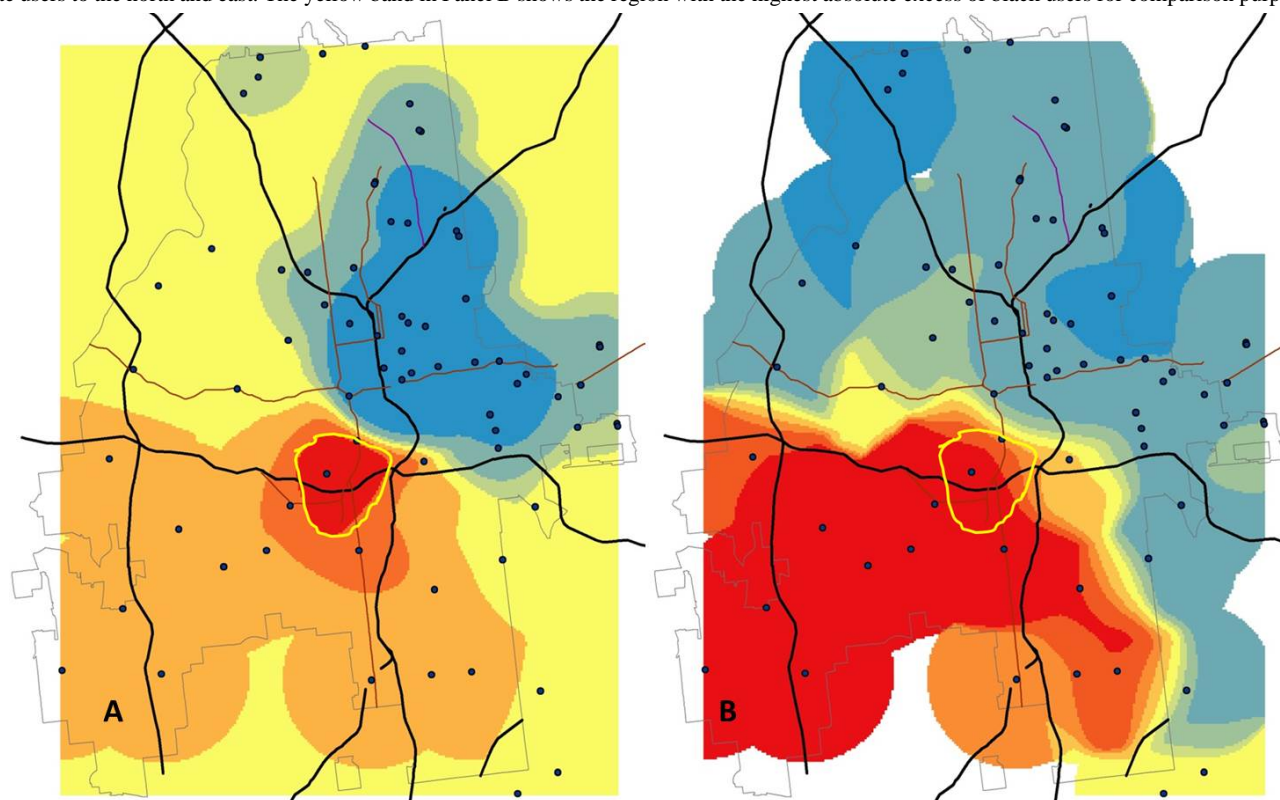 te users to the north and east. The yellow band in Panel B shows the region with the highest absolute excess of black users for comparison purp
A
B